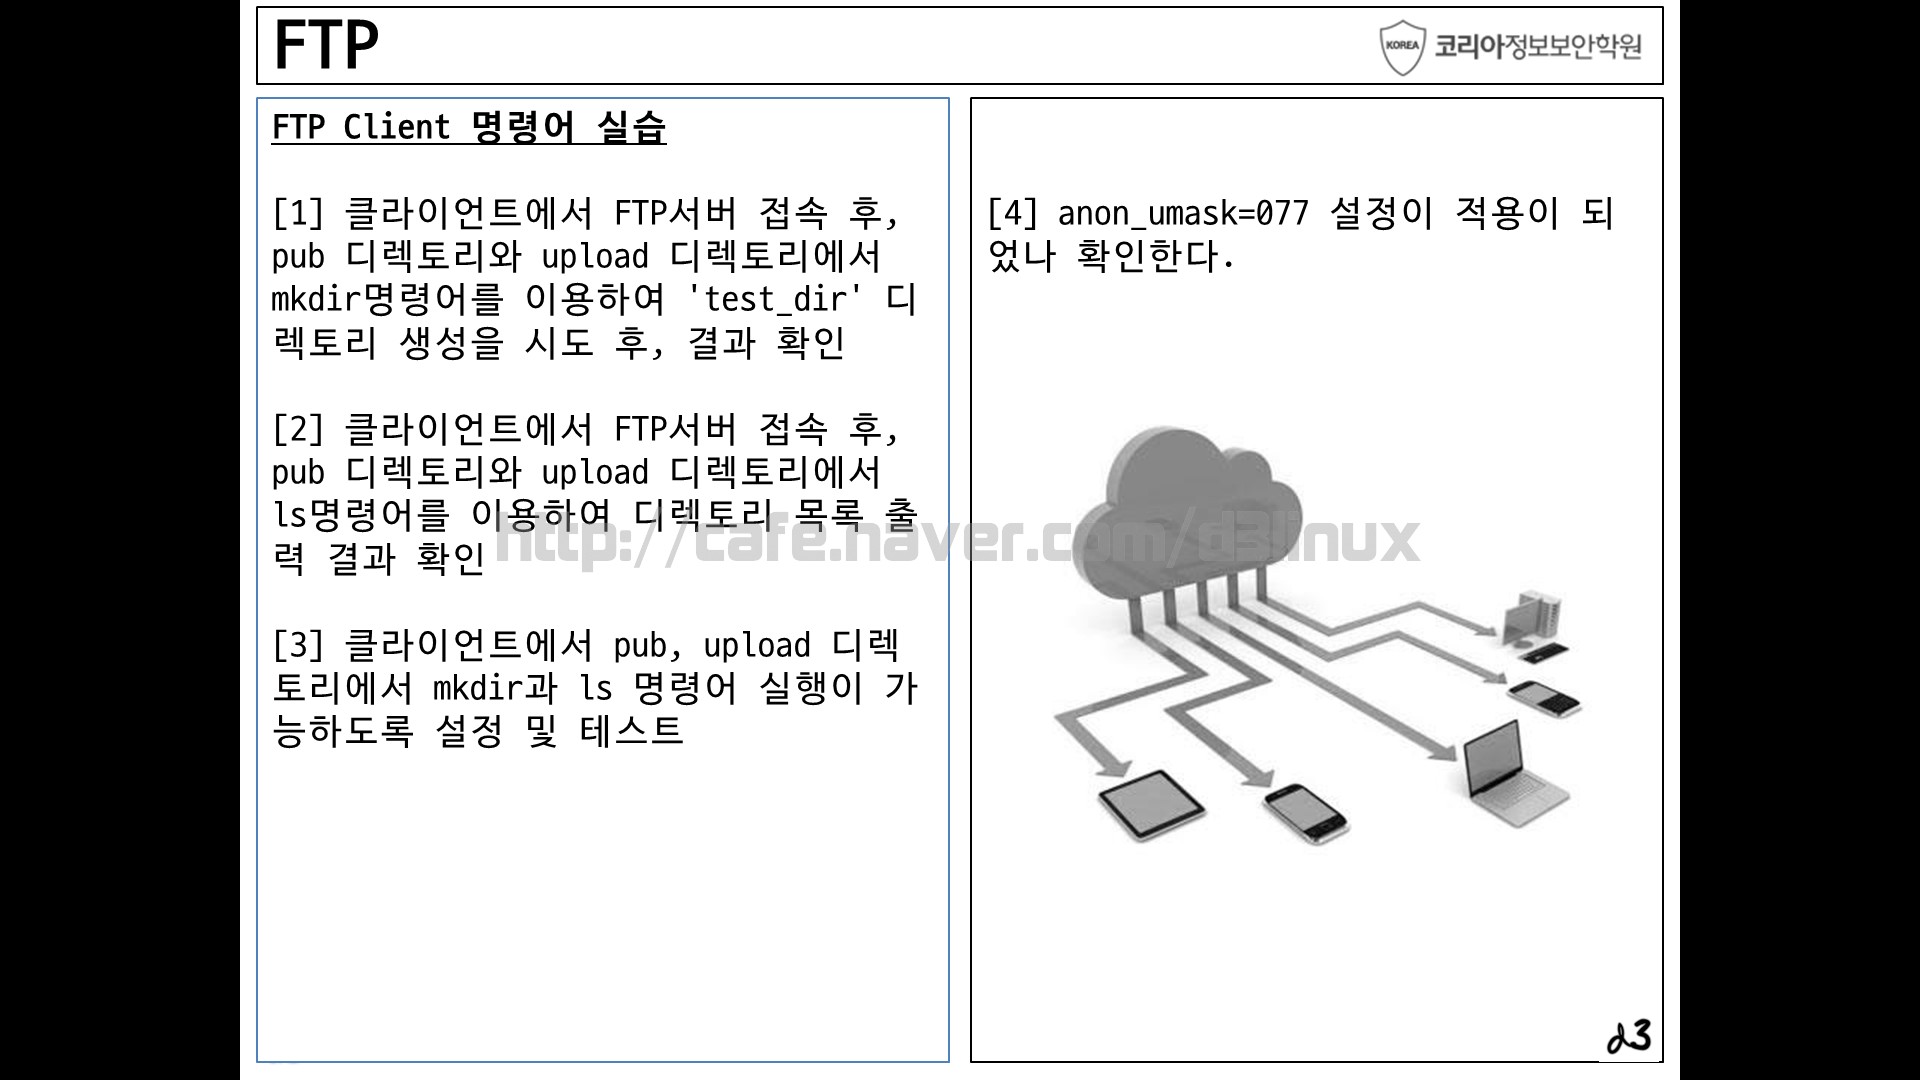 FTP
KOREA 코리아정보보안학원
FTP Client 명령어 실습
[1] 클라이언트에서 FTP서버 접속 후,
pub 디렉토리와 upload 디렉토리에서
mkdir명령어를 이용하여 'test_dir' 디
렉토리 생성을 시도 후, 결과 확인
[2] 클라이언트에서 FTP서버 접속 후,
pub 디렉토리와 upload 디렉토리에서
ls명령어를 이용하여 디렉토리 목록 출
력 결과 확인
[3] 클라이언트에서 pub, upload 디렉
토리에서 mkdir과 ls 명령어 실행이 가
능하도록 설정 및 테스트
[4] anon_umask=077 설정이 적용이 되
었나 확인한다.
http://cafe.naver.com/d3linux
d3